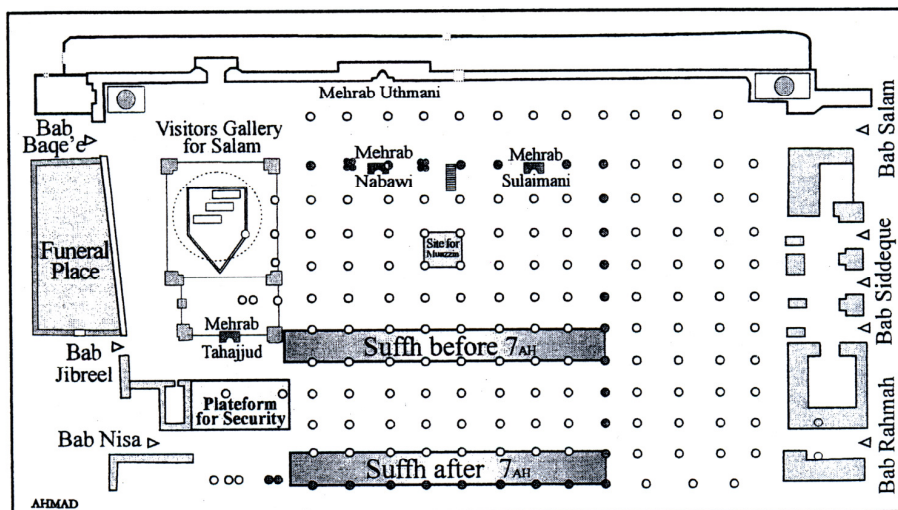 Mehrab Uthmani
Bab
Baqe'e
Visitors Gallery
for Salam
Mehrab
Nabawi
Mehrab
Sulaimani
Bab Salam
Site for
Muazzin
Funeral
Place
Bab Siddeque
Mehrab
Tahajjud
Suffh before 7AH
Bab
Jibreel
Plateform
for Security
Bab Nisa
Suffh after 7AH
Bab Rahmah
AHMAD